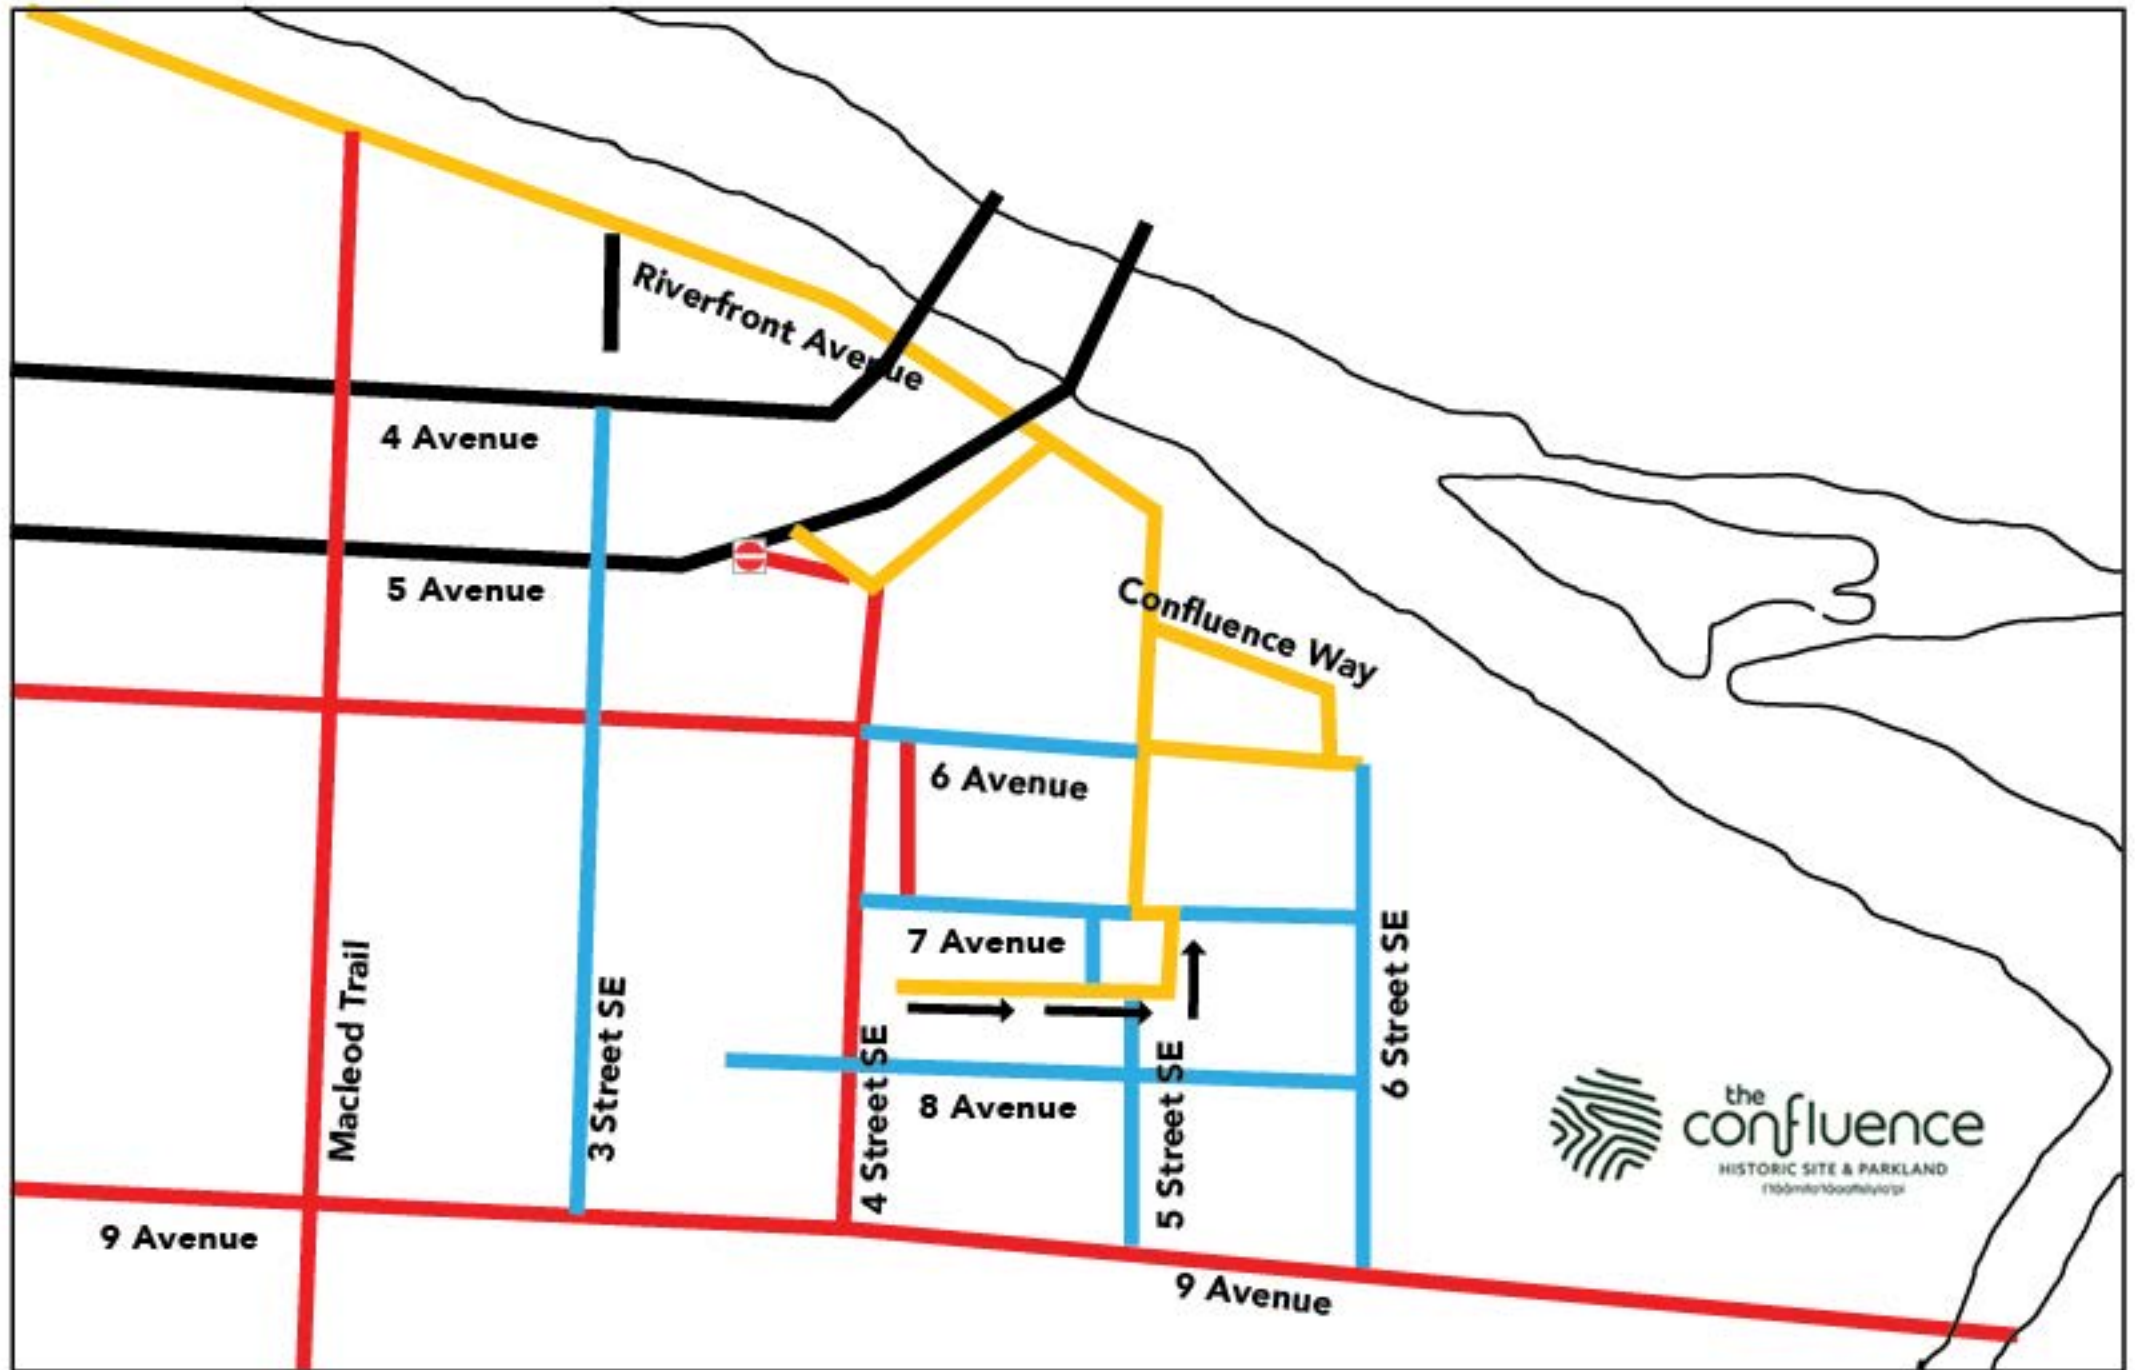 Riverfront Avenue
4 Avenue
5 Avenue
Confluence Way
6 Avenue
7 Avenue
Macleod Trail
3 Street SE
4 Street SE
5 Street SE
6 Street SE
8 Avenue
9 Avenue
9 Avenue
the
confluence
HISTORIC SITE & PARKLAND